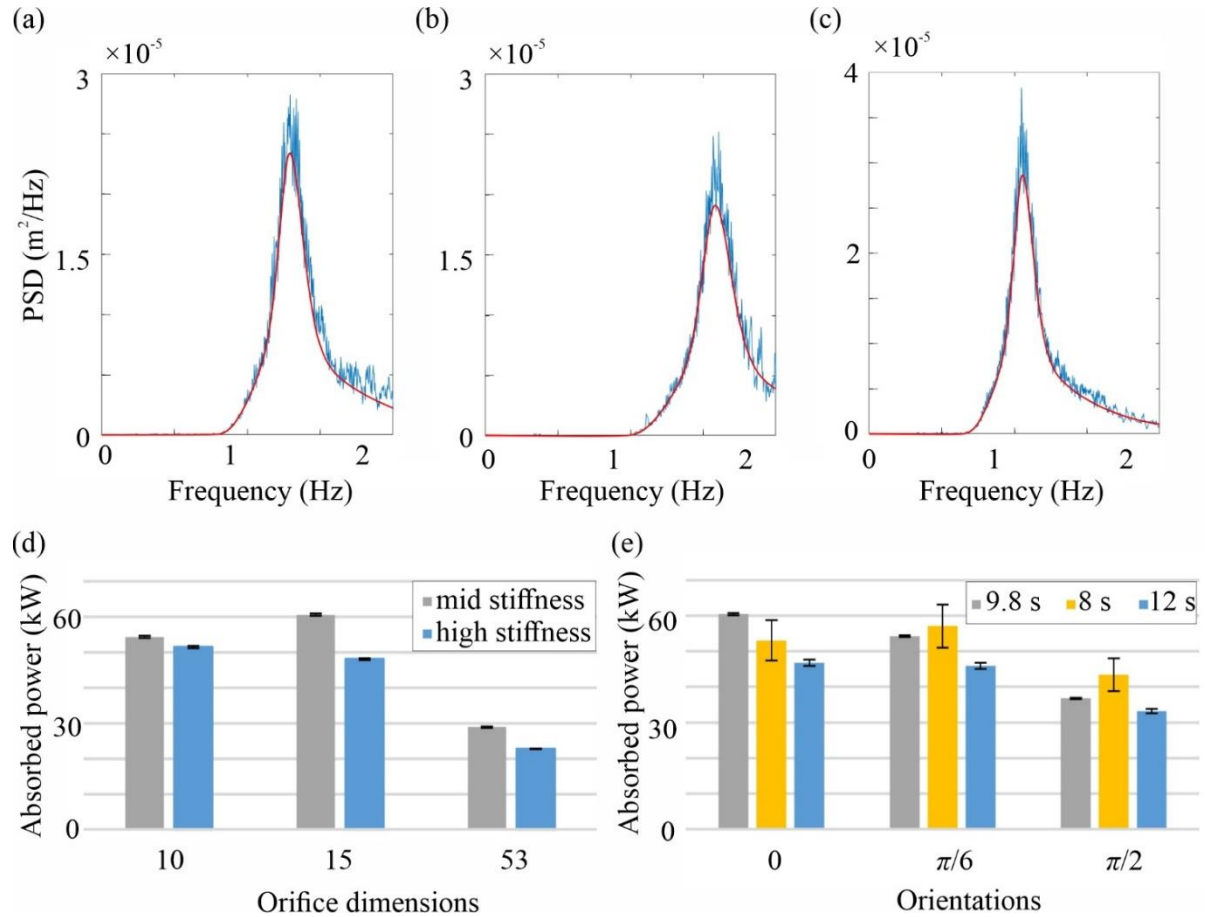 (a)
(b)
(c)
×10⁻⁵
×10⁻⁵
×10⁻⁵
PSD (m²/Hz)
3
1.5
0
0
1
2
Frequency (Hz)
3
1.5
0
0
1
2
Frequency (Hz)
4
2
0
0
1
2
Frequency (Hz)
(d)
Absorbed power (kW)
60
30
0
mid stiffness
high stiffness
10
15
53
Orifice dimensions
(e)
Absorbed power (kW)
60
30
0
9.8 s
8 s
12 s
0
π/6
π/2
Orientations